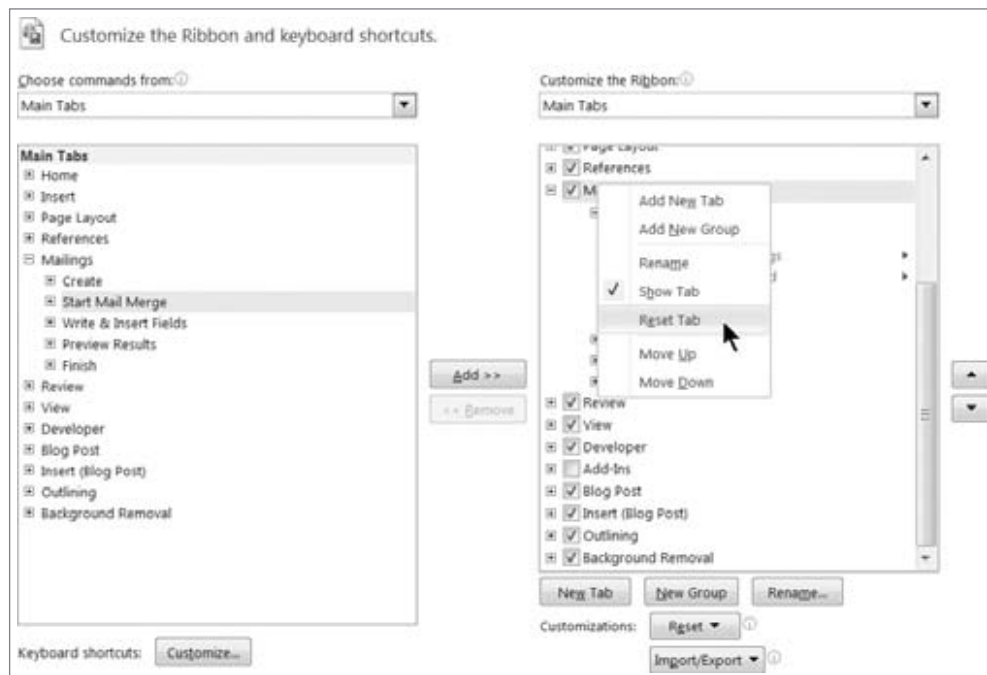 Customize the Ribbon and keyboard shortcuts.
Choose commands from:
Main Tabs
Main Tabs
Home
Insert
Page Layout
References
Mailings
Create
Start Mail Merge
Write & Insert Fields
Preview Results
Finish
Review
View
Developer
Blog Post
Insert (Blog Post)
Outlining
Background Removal
Keyboard shortcuts: Customize...
Add >>
<< Remove
Customize the Ribbon:
Main Tabs
Page Layout
References
M
Add New Tab
Add New Group
Rename
Show Tab
Reset Tab
Move Up
Move Down
Review
View
Developer
Add-Ins
Blog Post
Insert (Blog Post)
Outlining
Background Removal
New Tab New Group Rename...
Customizations: Reset
Import/Export